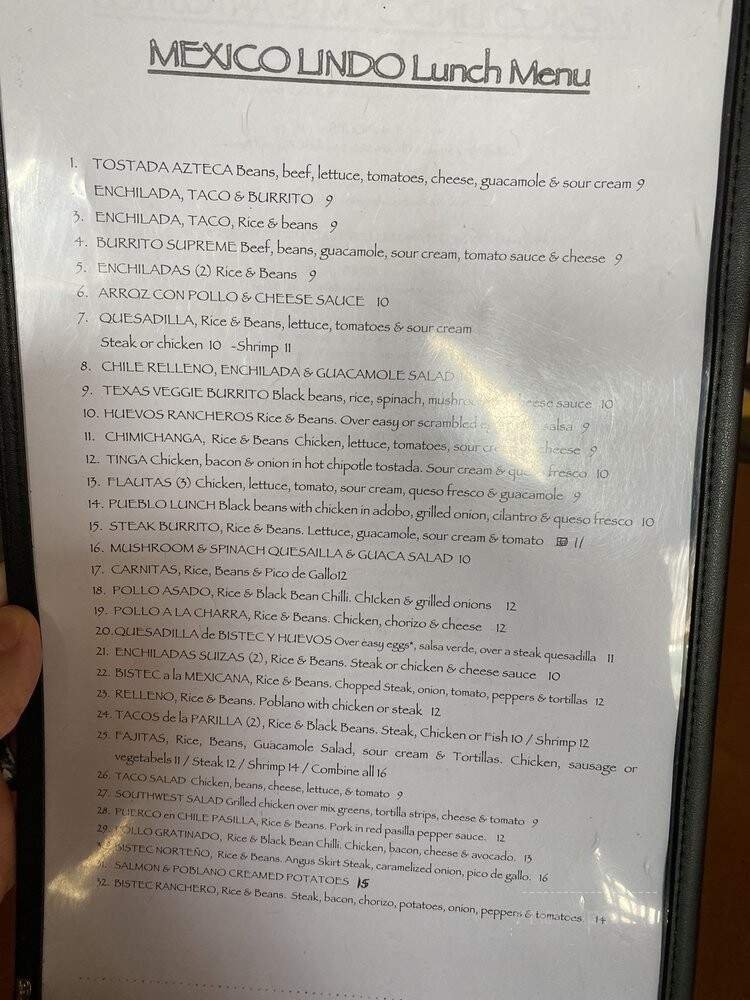 MEXICO LINDO Lunch Menu
1. TOSTADA AZTECA Beans, beef, lettuce, tomatoes, cheese, guacamole & sour cream 9
ENCHILADA, TACO & BURRITO 9
3. ENCHILADA, TACO, Rice & beans 9
4. BURRITO SUPREME Beef, beans, guacamole, sour cream, tomato sauce & cheese 9
5. ENCHILADAS (2) Rice & Beans 9
6. ARROZ CON POLLO & CHEESE SAUCE 10
7. QUESADILLA, Rice & Beans, lettuce, tomatoes & sour cream
Steak or chicken 10 -Shrimp 11
8. CHILE RELLENO, ENCHILADA & GUACAMOLE SALAD
9. TEXAS VEGGIE BURRITO Black beans, rice, spinach, cheese sauce 10
10. HUEVOS RANCHEROS Rice & Beans. Over easy or scrambled salsa 9
11. CHIMICHANGA, Rice & Beans Chicken, lettuce, tomatoes, sour cheese 9
12. TINGA Chicken, bacon & onion in hot chipotle tostada. Sour cream & queso fresco 10
13. FLAUTAS (3) Chicken, lettuce, tomato, sour cream, queso fresco & guacamole 9
14. PUEBLO LUNCH Black beans with chicken in adobo, grilled onion, cilantro & queso fresco 10
15. STEAK BURRITO, Rice & Beans. Lettuce, guacamole, sour cream & tomato 11
16. MUSHROOM & SPINACH QUESAILLA & GUACA SALAD 10
17. CARNITAS, Rice, Beans & Pico de Gallo12
18. POLLO ASADO, Rice & Black Bean Chilli. ChIcken & grilled onions 12
19. POLLO A LA CHARRA, Rice & Beans. Chicken, chorizo & cheese 12
20.QUESADILLA de BISTEC Y HUEVOS Over easy eggs*, salsa verde, over a steak quesadilla 11
21. ENCHILADAS SUIZAS (2), Rice & Beans. Steak or chicken & cheese sauce 10
22. BISTEC a la MEXICANA, Rice & Beans. Chopped Steak, onion, tomato, peppers & tortillas 12
23. RELLENO, Rice & Beans. Poblano with chicken or steak 12
24. TACOS de la PARILLA (2), Rice & Black Beans. Steak, Chicken or Fish 10 / Shrimp 12
25. FAJITAS, Rice, Beans, Guacamole Salad, sour cream & Tortillas. Chicken, sausage or
vegetabels 11 / Steak 12 / Shrimp 14 / Combine all 16
26. TACO SALAD Chicken, beans, cheese, lettuce, & tomato 9
27. SOUTHWEST SALAD Grilled chicken over mix greens, tortilla strips, cheese & tomato 9
28. PUERCO en CHILE PASILLA, Rice & Beans. Pork in red pasilla pepper sauce. 12
29. POLLO GRATINADO, Rice & Black Bean Chilli. Chicken, bacon, cheese & avocado. 13
BISTEC NORTEÑO, Rice & Beans. Angus Skirt Steak, caramelized onion, pico de gallo. 16
31. SALMON & POBLANO CREAMED POTATOES 15
32. BISTEC RANCHERO, Rice & Beans. Steak, bacon, chorizo, potatoes, onion, peppers & tomatoes. 14